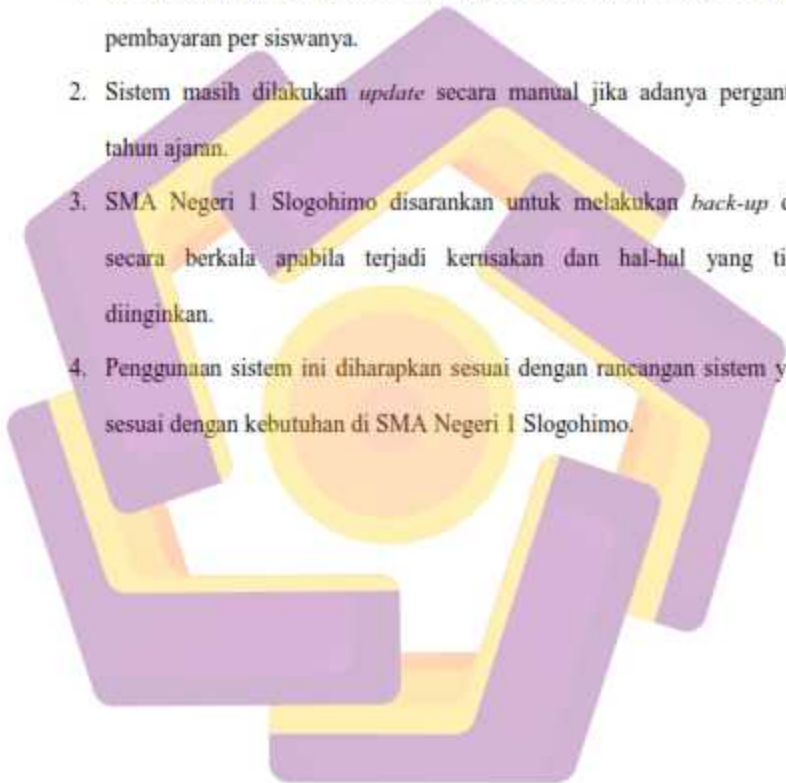 pembayaran per siswanya.
2. Sistem masih dilakukan update secara manual jika adanya pergant
tahun ajaran.
3. SMA Negeri 1 Slogohimo disarankan untuk melakukan back-up
secara berkala apabila terjadi kerusakan dan hal-hal yang ti
diinginkan.
4. Penggunaan sistem ini diharapkan sesuai dengan rancangan sistem y
sesuai dengan kebutuhan di SMA Negeri 1 Slogohimo.